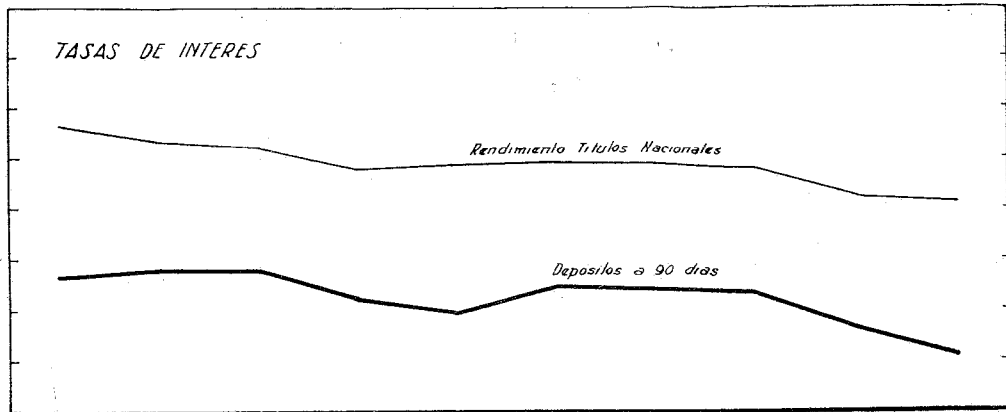 TASAS DE INTERES
Rendimiento Titulos Nacionales
Depositos a 90 dias